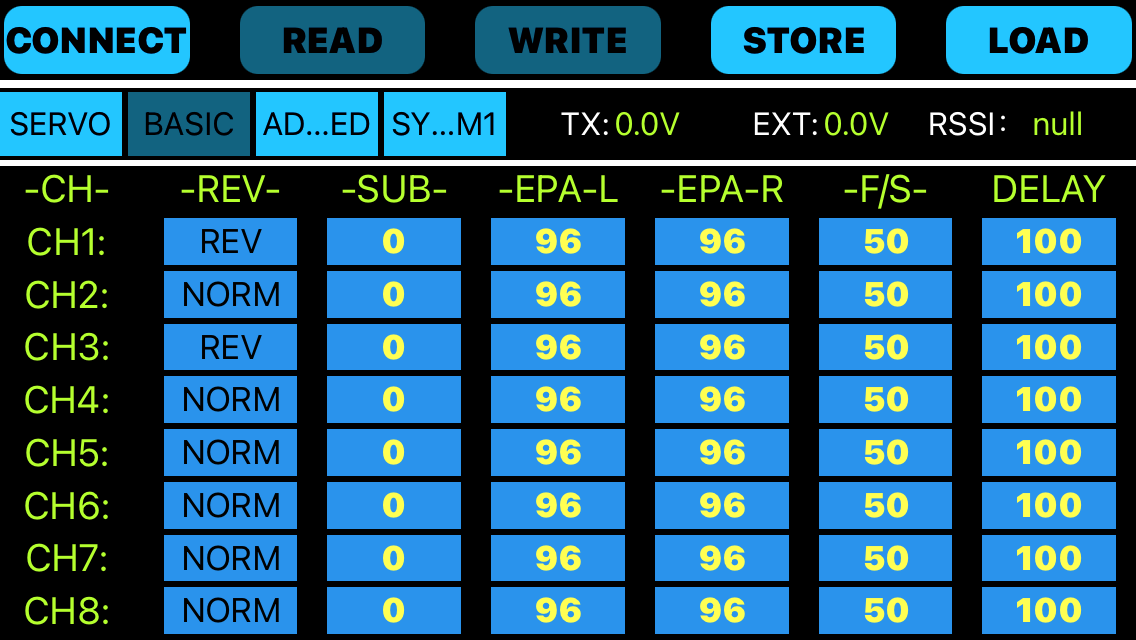 CONNECT READ WRITE STORE LOAD
SERVO BASIC AD...ED SY...M1 TX: 0.0V EXT: 0.0V RSSI: null
-CH- -REV- -SUB- -EPA-L -EPA-R -F/S- DELAY
CH1: REV 0 96 96 50 100
CH2: NORM 0 96 96 50 100
CH3: REV 0 96 96 50 100
CH4: NORM 0 96 96 50 100
CH5: NORM 0 96 96 50 100
CH6: NORM 0 96 96 50 100
CH7: NORM 0 96 96 50 100
CH8: NORM 0 96 96 50 100